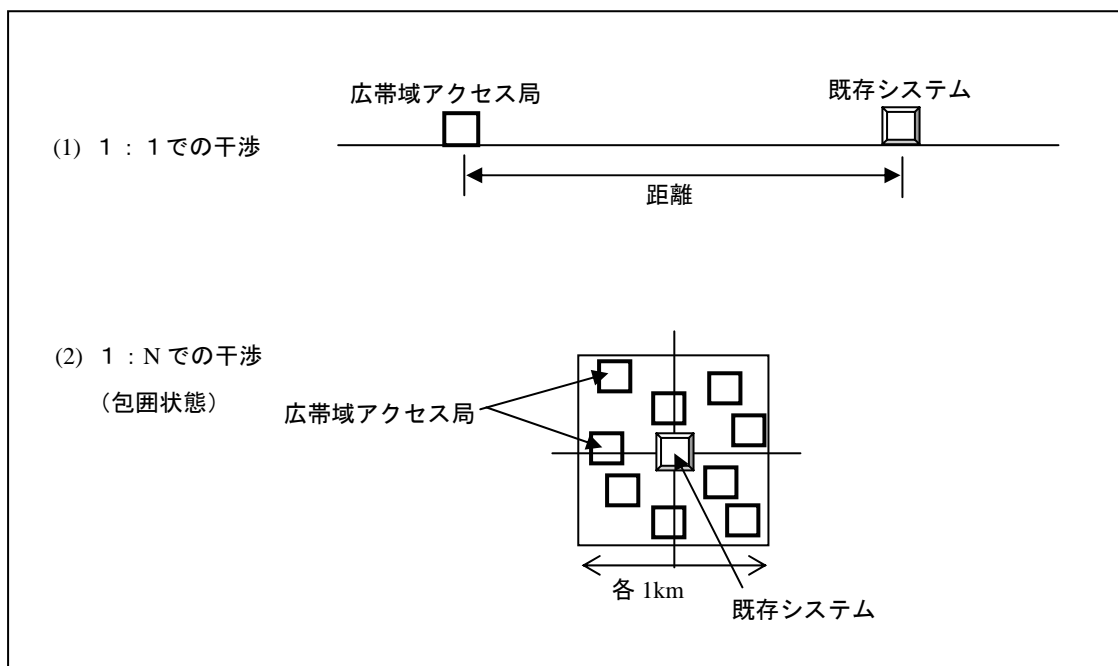 広帯域アクセス局
既存システム
(1) １：１での干渉
距離
(2) １：N での干渉
（包囲状態）
広帯域アクセス局
各 1km
既存システム